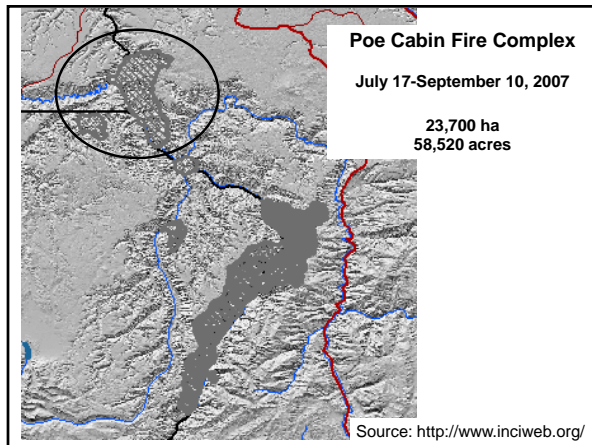 Poe Cabin Fire Complex
July 17-September 10, 2007
23,700 ha
58,520 acres
Source: http://www.inciweb.org/